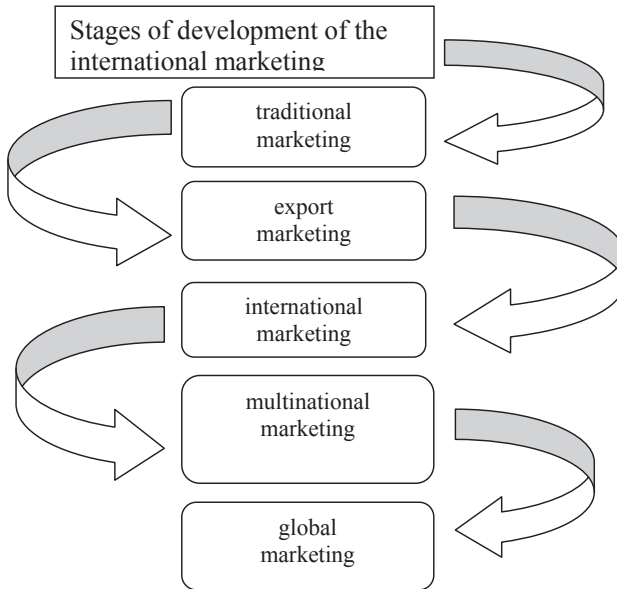 Stages of development of the
international marketing
traditional
marketing
export
marketing
international
marketing
multinational
marketing
global
marketing